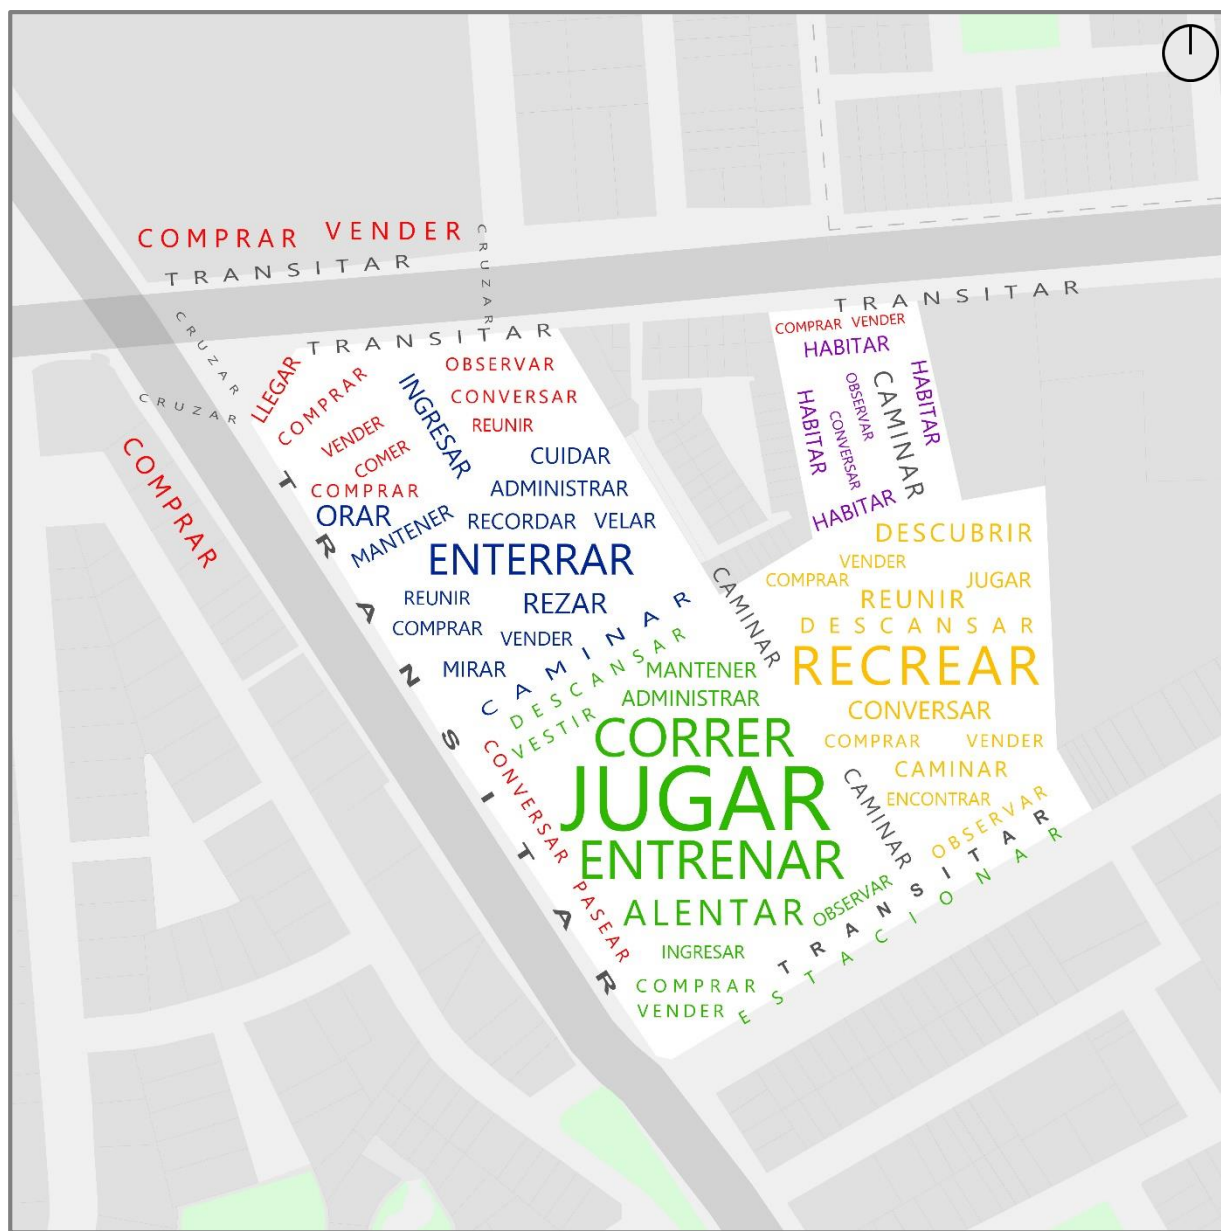 COMPRAR VENDER
TRANSITAR
CRUZAR
CRUZAR
CRUZAR
COMPRAR
TRANSITAR
LLEGAR
COMPRAR
VENDER
COMER
COMPRAR
INGRESAR
OBSERVAR
CONVERSAR
REUNIR
CUIDAR
ADMINISTRAR
ORAR
MANTENER
RECORDAR VELAR
ENTERRAR
REUNIR
REZAR
COMPRAR
VENDER
MIRAR
CAMINAR
TRANSITAR
DESCANSAR
VESTIR
MANTENER
ADMINISTRAR
CORRER
JUGAR
ENTRENAR
ALENTAR
OBSERVAR
INGRESAR
COMPRAR
VENDER
CONVERSAR
PASEAR
TRANSITAR
COMPRAR VENDER
HABITAR
HABITAR
OBSERVAR
CONVERSAR
CAMINAR
HABITAR
HABITAR
CAMINAR
DESCUBRIR
VENDER
COMPRAR
JUGAR
REUNIR
DESCANSAR
RECREAR
CONVERSAR
COMPRAR VENDER
CAMINAR
ENCONTRAR
CAMINAR
OBSERVAR
TRANSITAR
ESTACIONAR